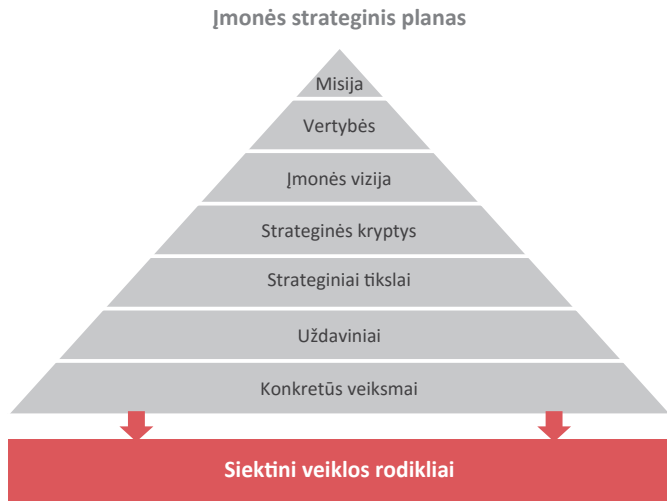 Įmonės strateginis planas
Misija
Vertybės
Įmonės vizija
Strateginės kryptys
Strateginiai tikslai
Uždaviniai
Konkretūs veiksmai
Siektini veiklos rodikliai